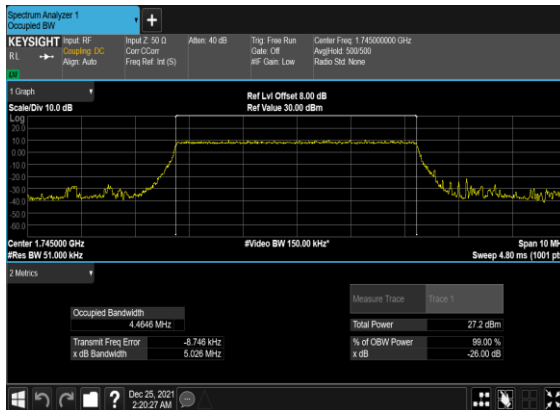 Spectrum Analyzer 1
Occupied BW
+
KEYSIGHT Input: RF Input Z: 50 Ω Atten: 40 dB Trig: Free Run Center Freq: 1.745000000 GHz
RL Coupling: DC Corr CCorr Gate: Off Avg|Hold: 500/500
Align: Auto Freq Ref: Int (S) #IF Gain: Low Radio Std: None
1 Graph
Ref Lvl Offset 8.00 dB
Scale/Div 10.0 dB Ref Value 30.00 dBm
Log
20.0
10.0
0.00
-10.0
-20.0
-30.0
-40.0
-50.0
-60.0
Center 1.745000 GHz #Video BW 150.00 kHz* Span 10 MH
#Res BW 51.000 kHz Sweep 4.80 ms (1001 pt
2 Metrics
Measure Trace Trace 1
Occupied Bandwidth
4.4646 MHz
Total Power 27.2 dBm
Transmit Freq Error -8.746 kHz % of OBW Power 99.00 %
x dB Bandwidth 5.026 MHz x dB -26.00 dB
?
Dec 25, 2021
2:20:27 AM